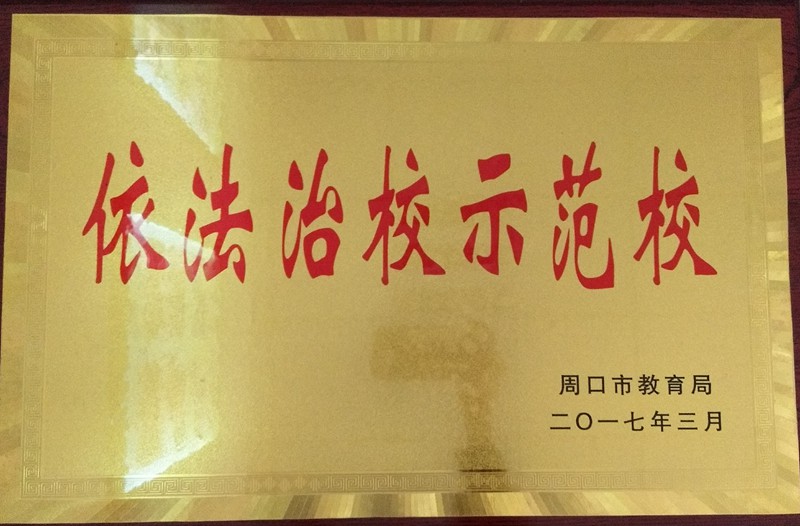 依法治校示范校
周口市教育局
二〇一七年三月